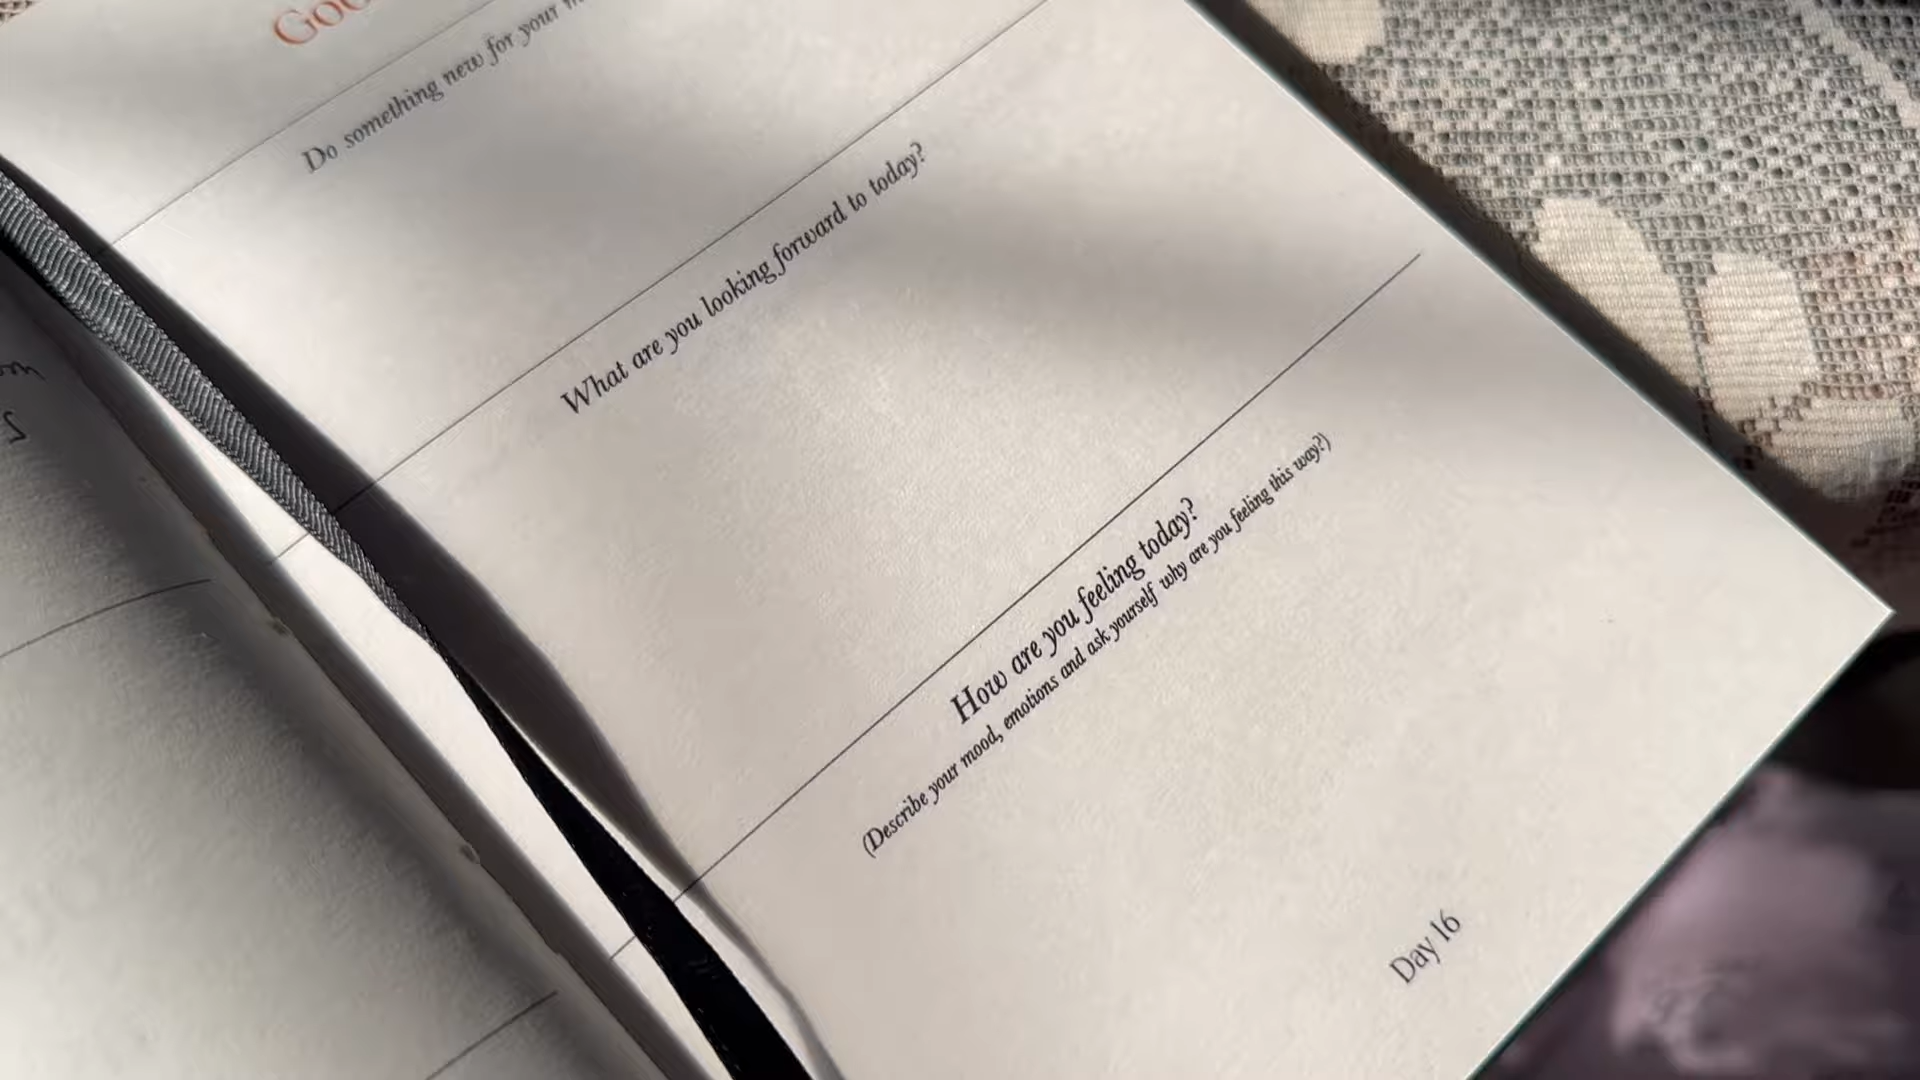 Do something new for your
What are you looking forward to today?
How are you feeling today?
(Describe your mood, emotions and ask yourself why are you feeling this way?)
Day 16